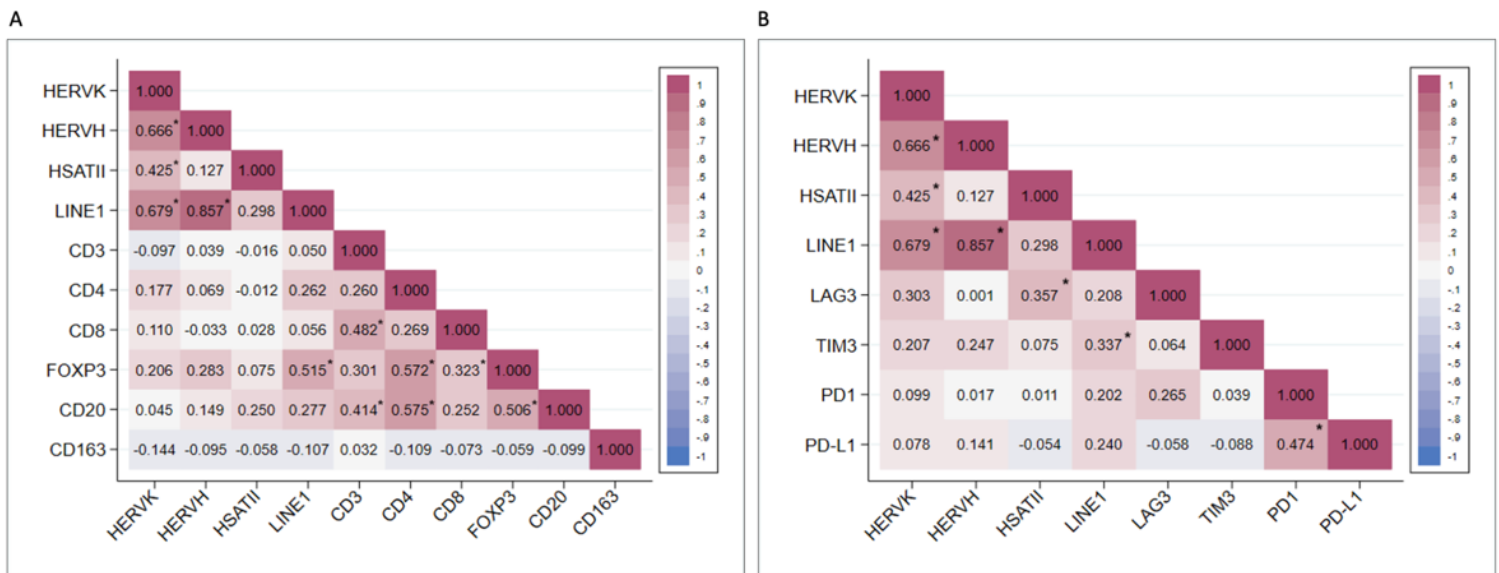 A
HERVK 1.000
HERVH 0.666* 1.000
HSATII 0.425* 0.127 1.000
LINE1 0.679* 0.857* 0.298 1.000
CD3 -0.097 0.039 -0.016 0.050 1.000
CD4 0.177 0.069 -0.012 0.262 0.260 1.000
CD8 0.110 -0.033 0.028 0.056 0.482* 0.269 1.000
FOXP3 0.206 0.283 0.075 0.515* 0.301 0.572* 0.323* 1.000
CD20 0.045 0.149 0.250 0.277 0.414* 0.575* 0.252 0.506* 1.000
CD163 -0.144 -0.095 -0.058 -0.107 0.032 -0.109 -0.073 -0.059 -0.099 1.000
HERVK HERVH HSATII LINE1 CD3 CD4 CD8 FOXP3 CD20 CD163
1
.9
.8
.7
.6
.5
.4
.3
.2
.1
0
-.1
-.2
-.3
-.4
-.5
-.6
-.7
-.8
-.9
-1
B
HERVK 1.000
HERVH 0.666* 1.000
HSATII 0.425* 0.127 1.000
LINE1 0.679* 0.857* 0.298 1.000
LAG3 0.303 0.001 0.357* 0.208 1.000
TIM3 0.207 0.247 0.075 0.337* 0.064 1.000
PD1 0.099 0.017 0.011 0.202 0.265 0.039 1.000
PD-L1 0.078 0.141 -0.054 0.240 -0.058 -0.088 0.474* 1.000
HERVK HERVH HSATII LINE1 LAG3 TIM3 PD1 PD-L1
1
.9
.8
.7
.6
.5
.4
.3
.2
.1
0
-.1
-.2
-.3
-.4
-.5
-.6
-.7
-.8
-.9
-1